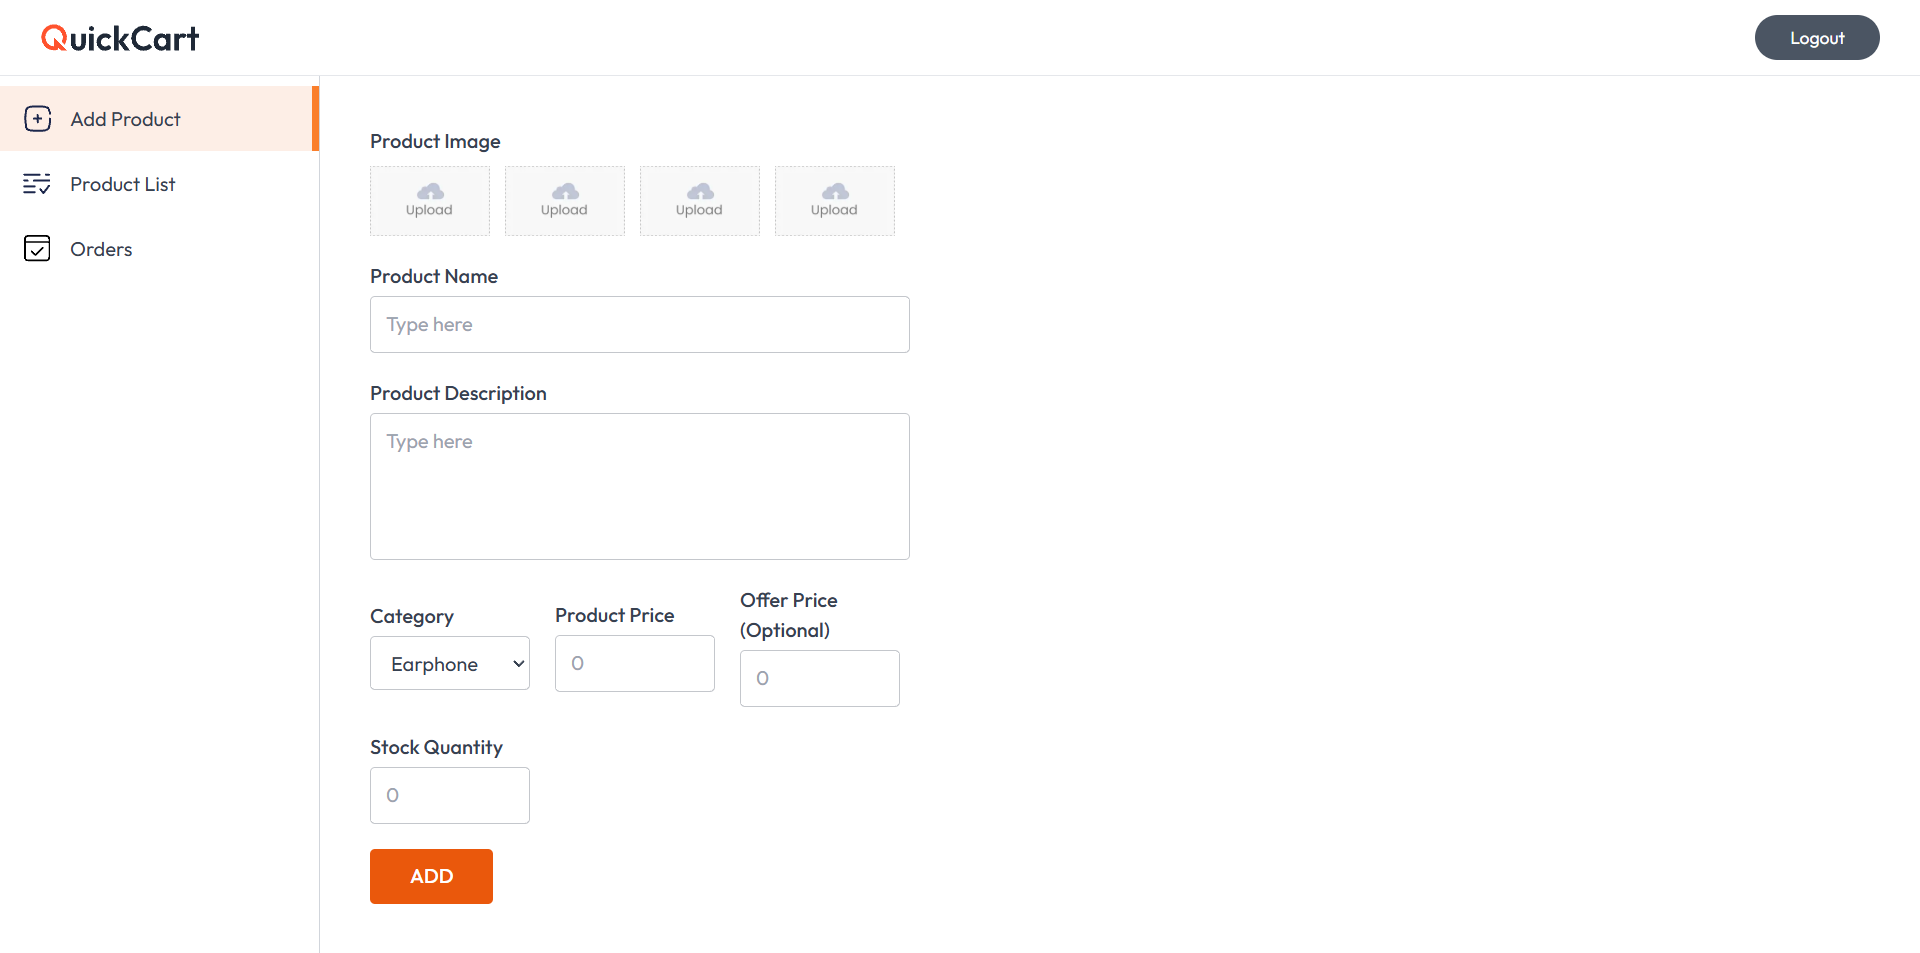 QuickCart
Logout
Add Product
Product List
Orders
Product Image
Upload Upload Upload Upload
Product Name
Type here
Product Description
Type here
Category
Earphone
Product Price
0
Offer Price
(Optional)
0
Stock Quantity
0
ADD